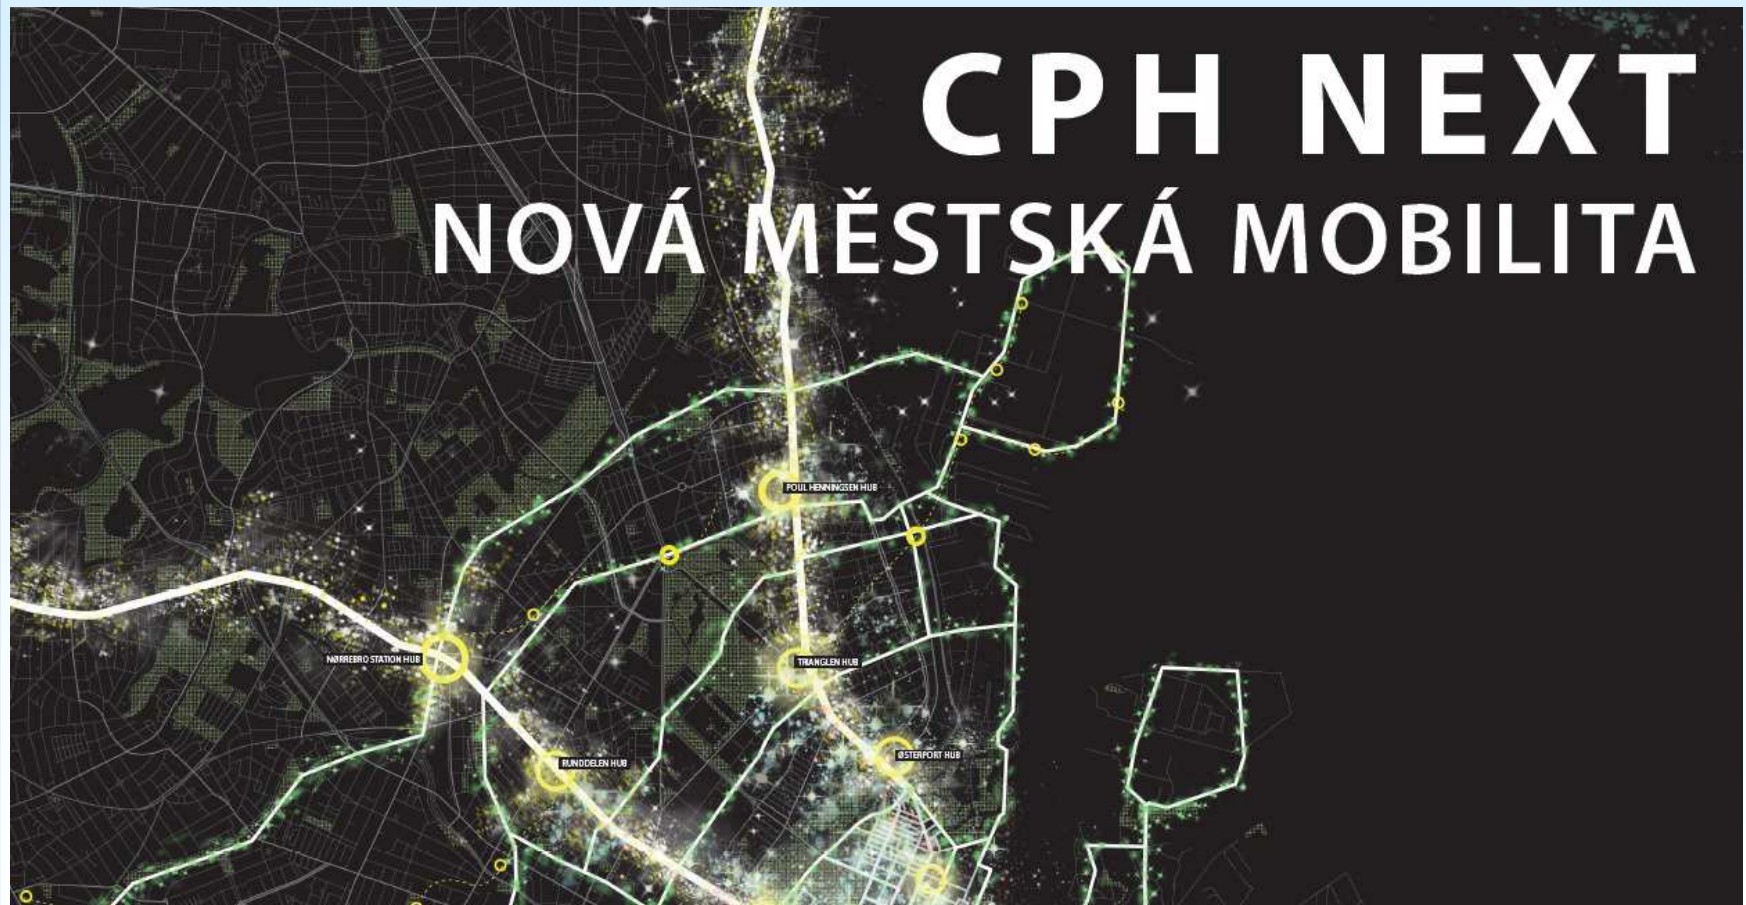 CPH NEXT
NOVÁ MĚSTSKÁ MOBILITA
POUL HENNINGSEN HUB
NØRREBRO STATION HUB
TRIANGLEN HUB
ØSTERPORT HUB
RUNDDELEN HUB